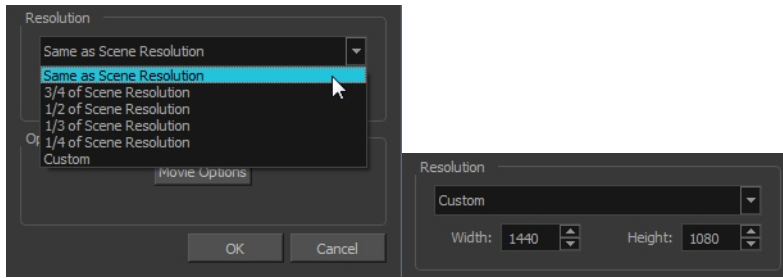 Resolution
Same as Scene Resolution
Same as Scene Resolution
3/4 of Scene Resolution
1/2 of Scene Resolution
1/3 of Scene Resolution
1/4 of Scene Resolution
Custom
Op
Movie Options
OK Cancel
Resolution
Custom
Width: 1440 Height: 1080